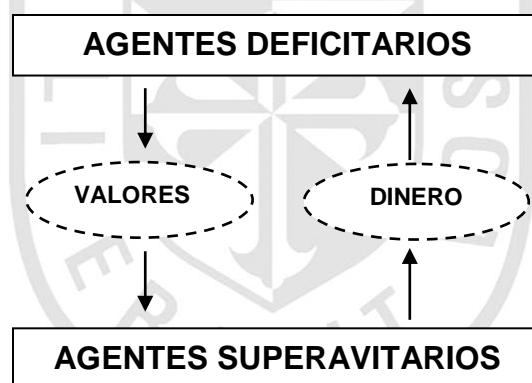 AGENTES DEFICITARIOS
VALORES DINERO
AGENTES SUPERAVITARIOS